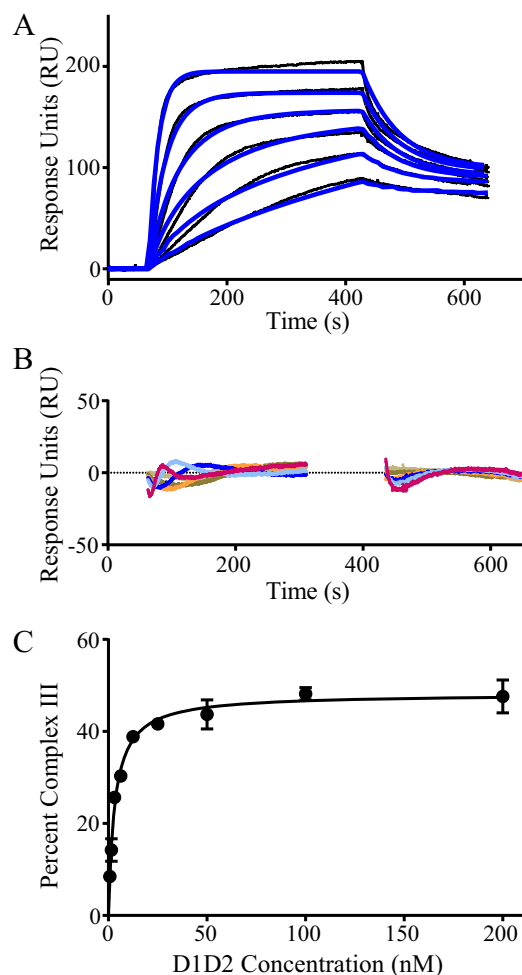 A
Response Units (RU)
200
100
0
0 200 400 600
Time (s)
B
Response Units (RU)
50
0
-50
0 200 400 600
Time (s)
C
Percent Complex III
60
40
20
0
0 50 100 150 200
D1D2 Concentration (nM)